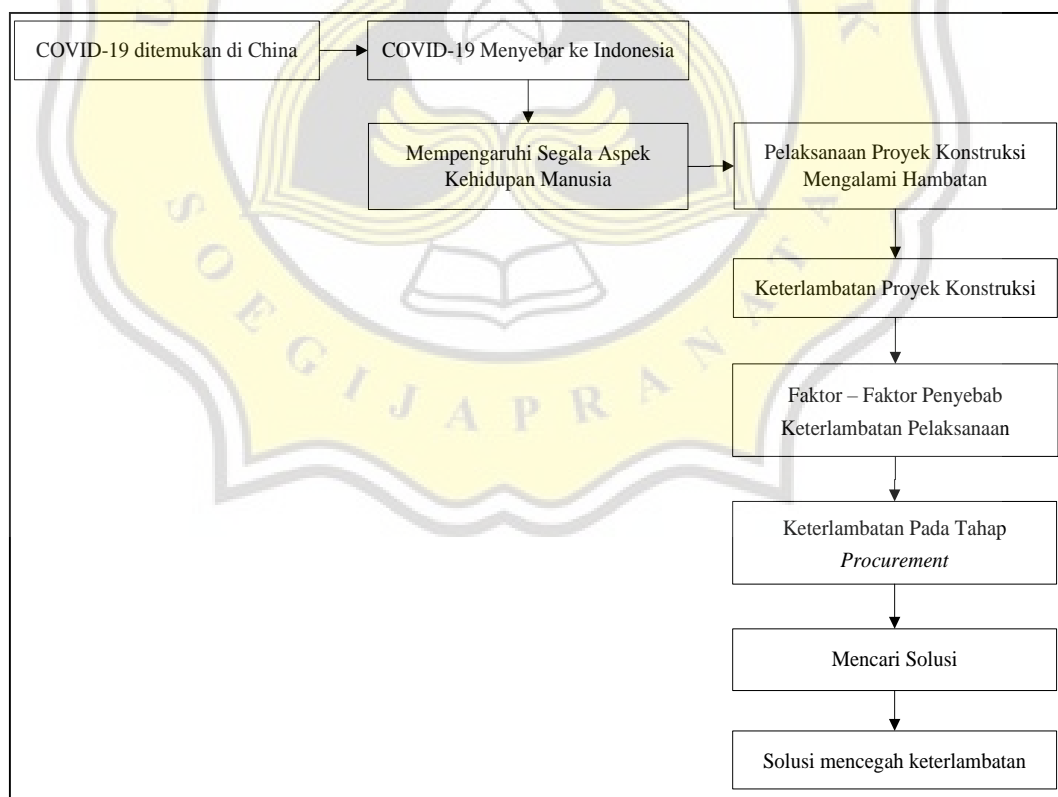 COVID-19 ditemukan di China
COVID-19 Menyebar ke Indonesia
Mempengaruhi Segala Aspek
Kehidupan Manusia
Pelaksanaan Proyek Konstruksi
Mengalami Hambatan
Keterlambatan Proyek Konstruksi
Faktor – Faktor Penyebab
Keterlambatan Pelaksanaan
Keterlambatan Pada Tahap
Procurement
Mencari Solusi
Solusi mencegah keterlambatan
U K
SOEGIJAPRANATA